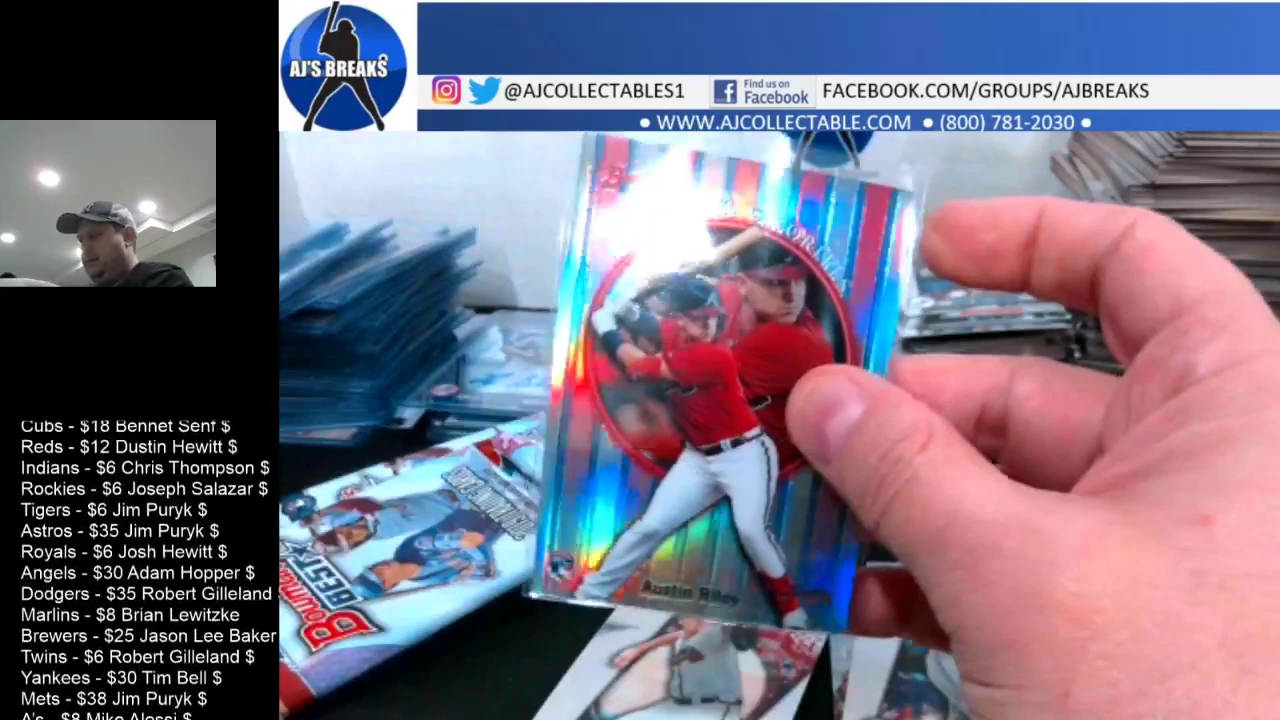 AJ'S BREAKS
@AJCOLLECTABLES1
Find us on
Facebook
FACEBOOK.COM/GROUPS/AJBREAKS
• WWW.AJCOLLECTABLE.COM • (800) 781-2030 •
Cubs - $18 Bennet Senf $
Reds - $12 Dustin Hewitt $
Indians - $6 Chris Thompson $
Rockies - $6 Joseph Salazar $
Tigers - $6 Jim Puryk $
Astros - $35 Jim Puryk $
Royals - $6 Josh Hewitt $
Angels - $30 Adam Hopper $
Dodgers - $35 Robert Gilleland
Marlins - $8 Brian Lewitzke
Brewers - $25 Jason Lee Baker
Twins - $6 Robert Gilleland $
Yankees - $30 Tim Bell $
Mets - $38 Jim Puryk $
A's - $8 Mike Alessi $
Austin Riley
Bowman's
BEST